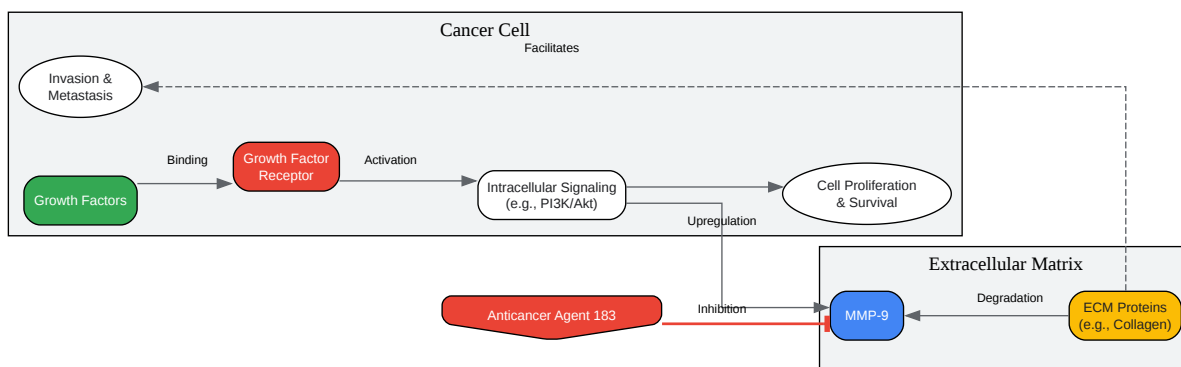 Cancer Cell
Facilitates
Invasion &
Metastasis
Binding
Growth Factor
Receptor
Activation
Growth Factors
Intracellular Signaling
(e.g., PI3K/Akt)
Cell Proliferation
& Survival
Upregulation
Extracellular Matrix
Anticancer Agent 183
Inhibition
MMP-9
Degradation
ECM Proteins
(e.g., Collagen)